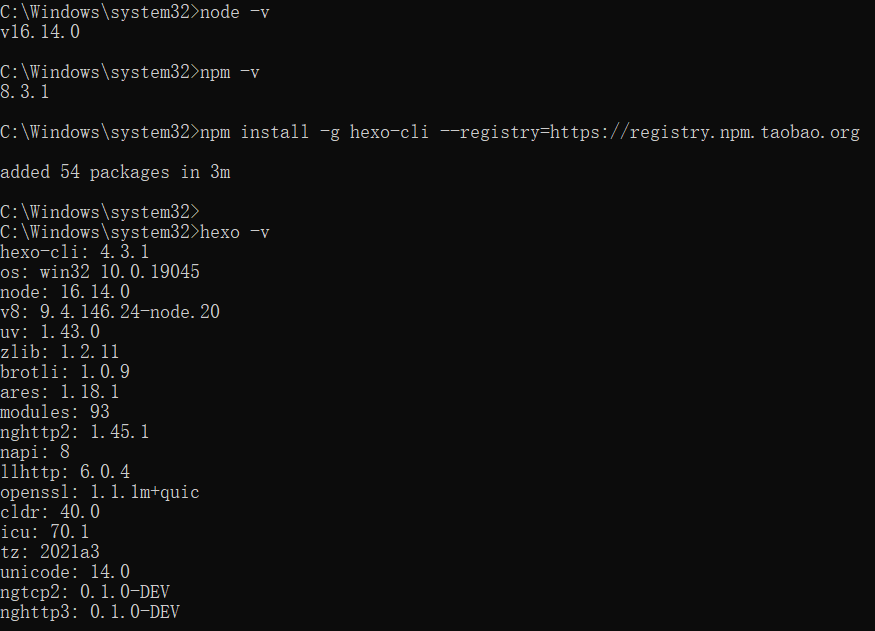 C:\Windows\system32>node -v
v16.14.0
C:\Windows\system32>npm -v
8.3.1
C:\Windows\system32>npm install -g hexo-cli --registry=https://registry.npm.taobao.org
added 54 packages in 3m
C:\Windows\system32>
C:\Windows\system32>hexo -v
hexo-cli: 4.3.1
os: win32 10.0.19045
node: 16.14.0
v8: 9.4.146.24-node.20
uv: 1.43.0
zlib: 1.2.11
brotli: 1.0.9
ares: 1.18.1
modules: 93
nghttp2: 1.45.1
napi: 8
llhttp: 6.0.4
openssl: 1.1.1m+quic
cldr: 40.0
icu: 70.1
tz: 2021a3
unicode: 14.0
ngtcp2: 0.1.0-DEV
nghttp3: 0.1.0-DEV